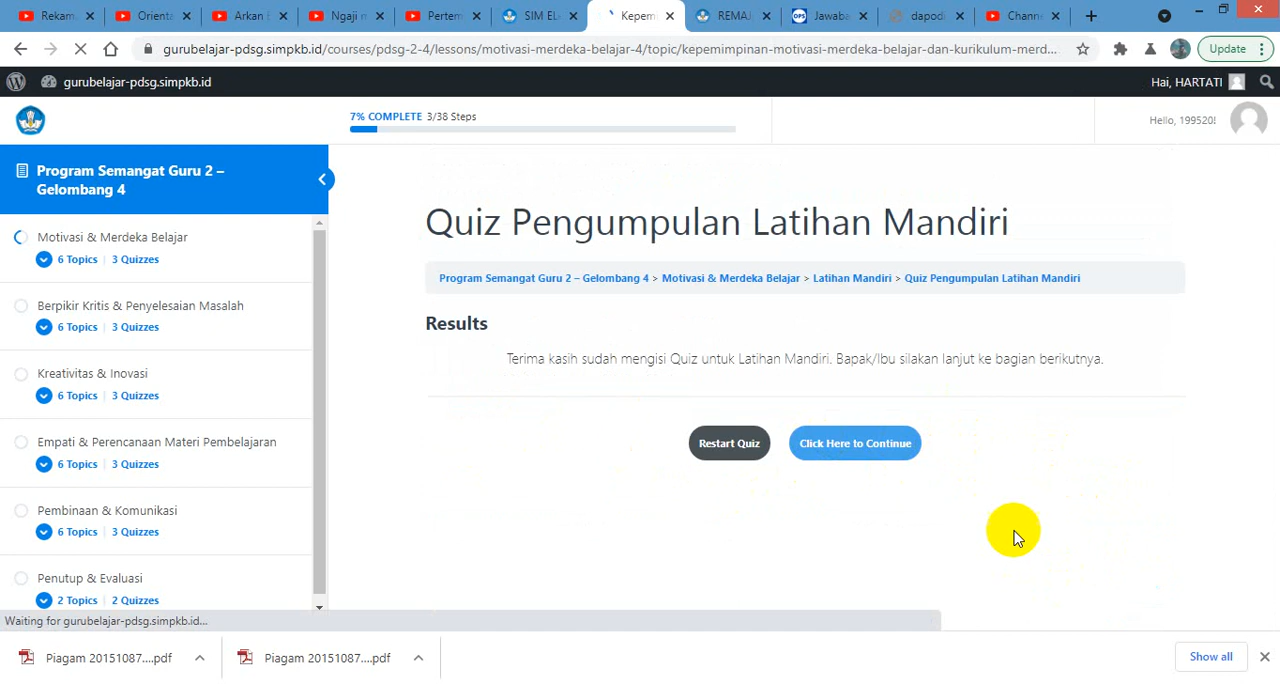 Rekam
Orienta
Arkan
Ngaji m
Pertem
SIM EL
Kepem
REMAJ
OPS
Jawaba
dapodi
Chann
gurubelajar-pdsg.simpkb.id/courses/pdsg-2-4/lessons/motivasi-merdeka-belajar-4/topic/kepemimpinan-motivasi-merdeka-belajar-dan-kurikulum-merd...
Update
gurubelajar-pdsg.simpkb.id
Hai, HARTATI
7% COMPLETE 3/38 Steps
Hello, 199520
Program Semangat Guru 2 –
Gelombang 4
Motivasi & Merdeka Belajar
6 Topics | 3 Quizzes
Berpikir Kritis & Penyelesaian Masalah
6 Topics | 3 Quizzes
Kreativitas & Inovasi
6 Topics | 3 Quizzes
Empati & Perencanaan Materi Pembelajaran
6 Topics | 3 Quizzes
Pembinaan & Komunikasi
6 Topics | 3 Quizzes
Penutup & Evaluasi
2 Topics | 2 Quizzes
Quiz Pengumpulan Latihan Mandiri
Program Semangat Guru 2 – Gelombang 4 > Motivasi & Merdeka Belajar > Latihan Mandiri > Quiz Pengumpulan Latihan Mandiri
Results
Terima kasih sudah mengisi Quiz untuk Latihan Mandiri. Bapak/Ibu silakan lanjut ke bagian berikutnya.
Restart Quiz
Click Here to Continue
Waiting for gurubelajar-pdsg.simpkb.id...
Piagam 20151087....pdf
Piagam 20151087....pdf
Show all